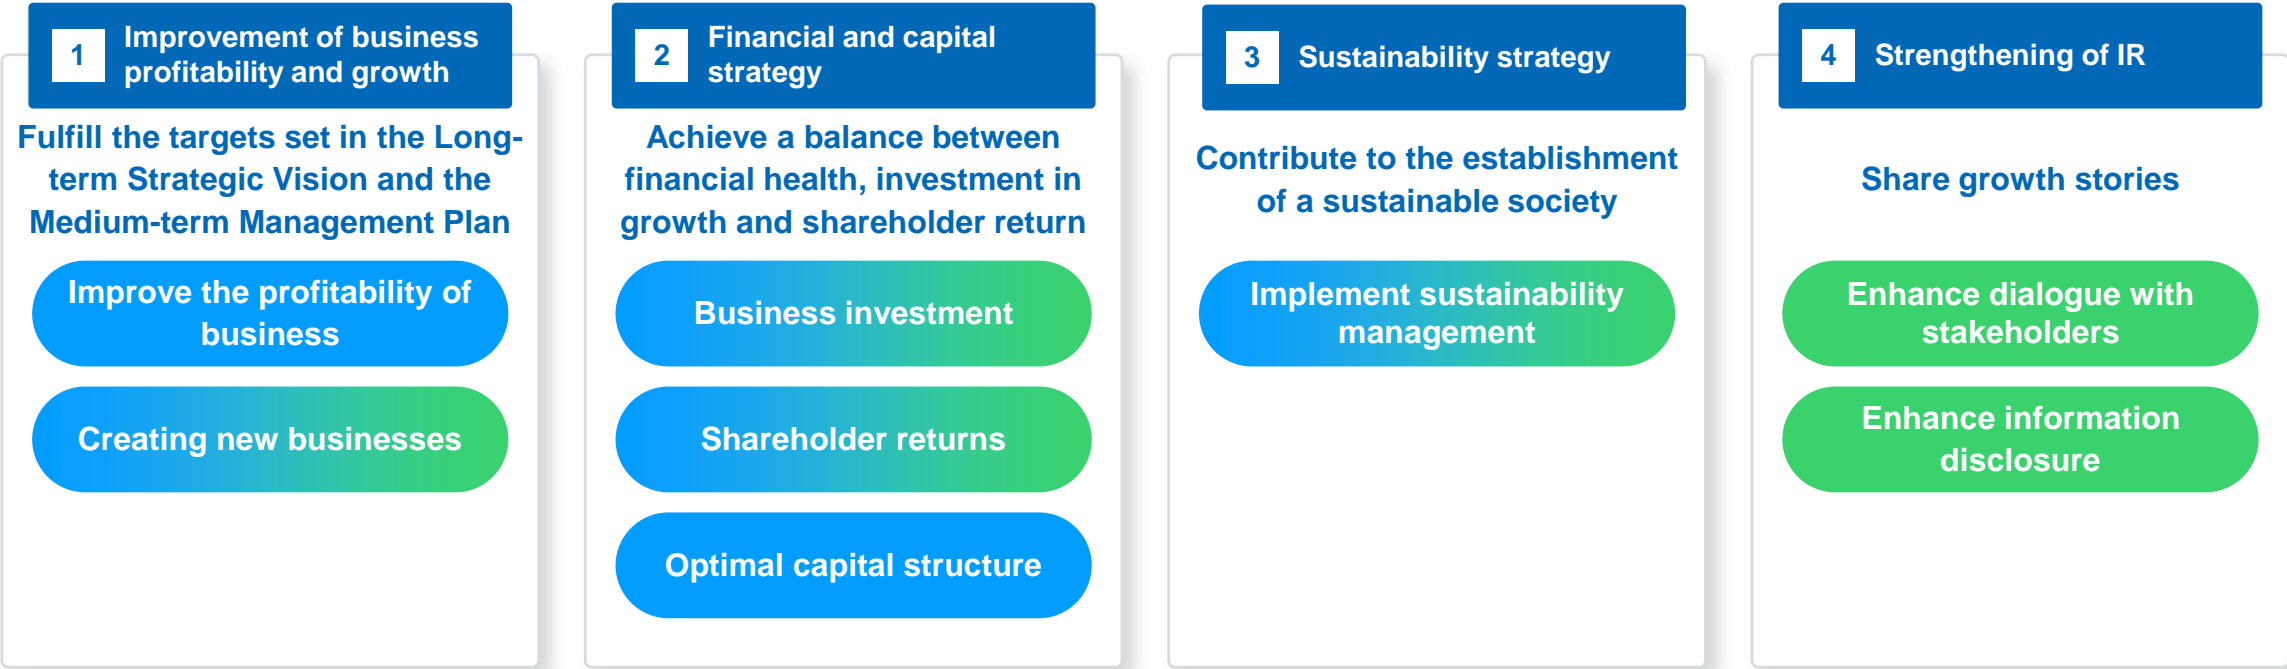 1
Improvement of business
profitability and growth
Fulfill the targets set in the Long-
term Strategic Vision and the
Medium-term Management Plan
Improve the profitability of
business
Creating new businesses
2
Financial and capital
strategy
Achieve a balance between
financial health, investment in
growth and shareholder return
Business investment
Shareholder returns
Optimal capital structure
3
Sustainability strategy
Contribute to the establishment
of a sustainable society
Implement sustainability
management
4
Strengthening of IR
Share growth stories
Enhance dialogue with
stakeholders
Enhance information
disclosure